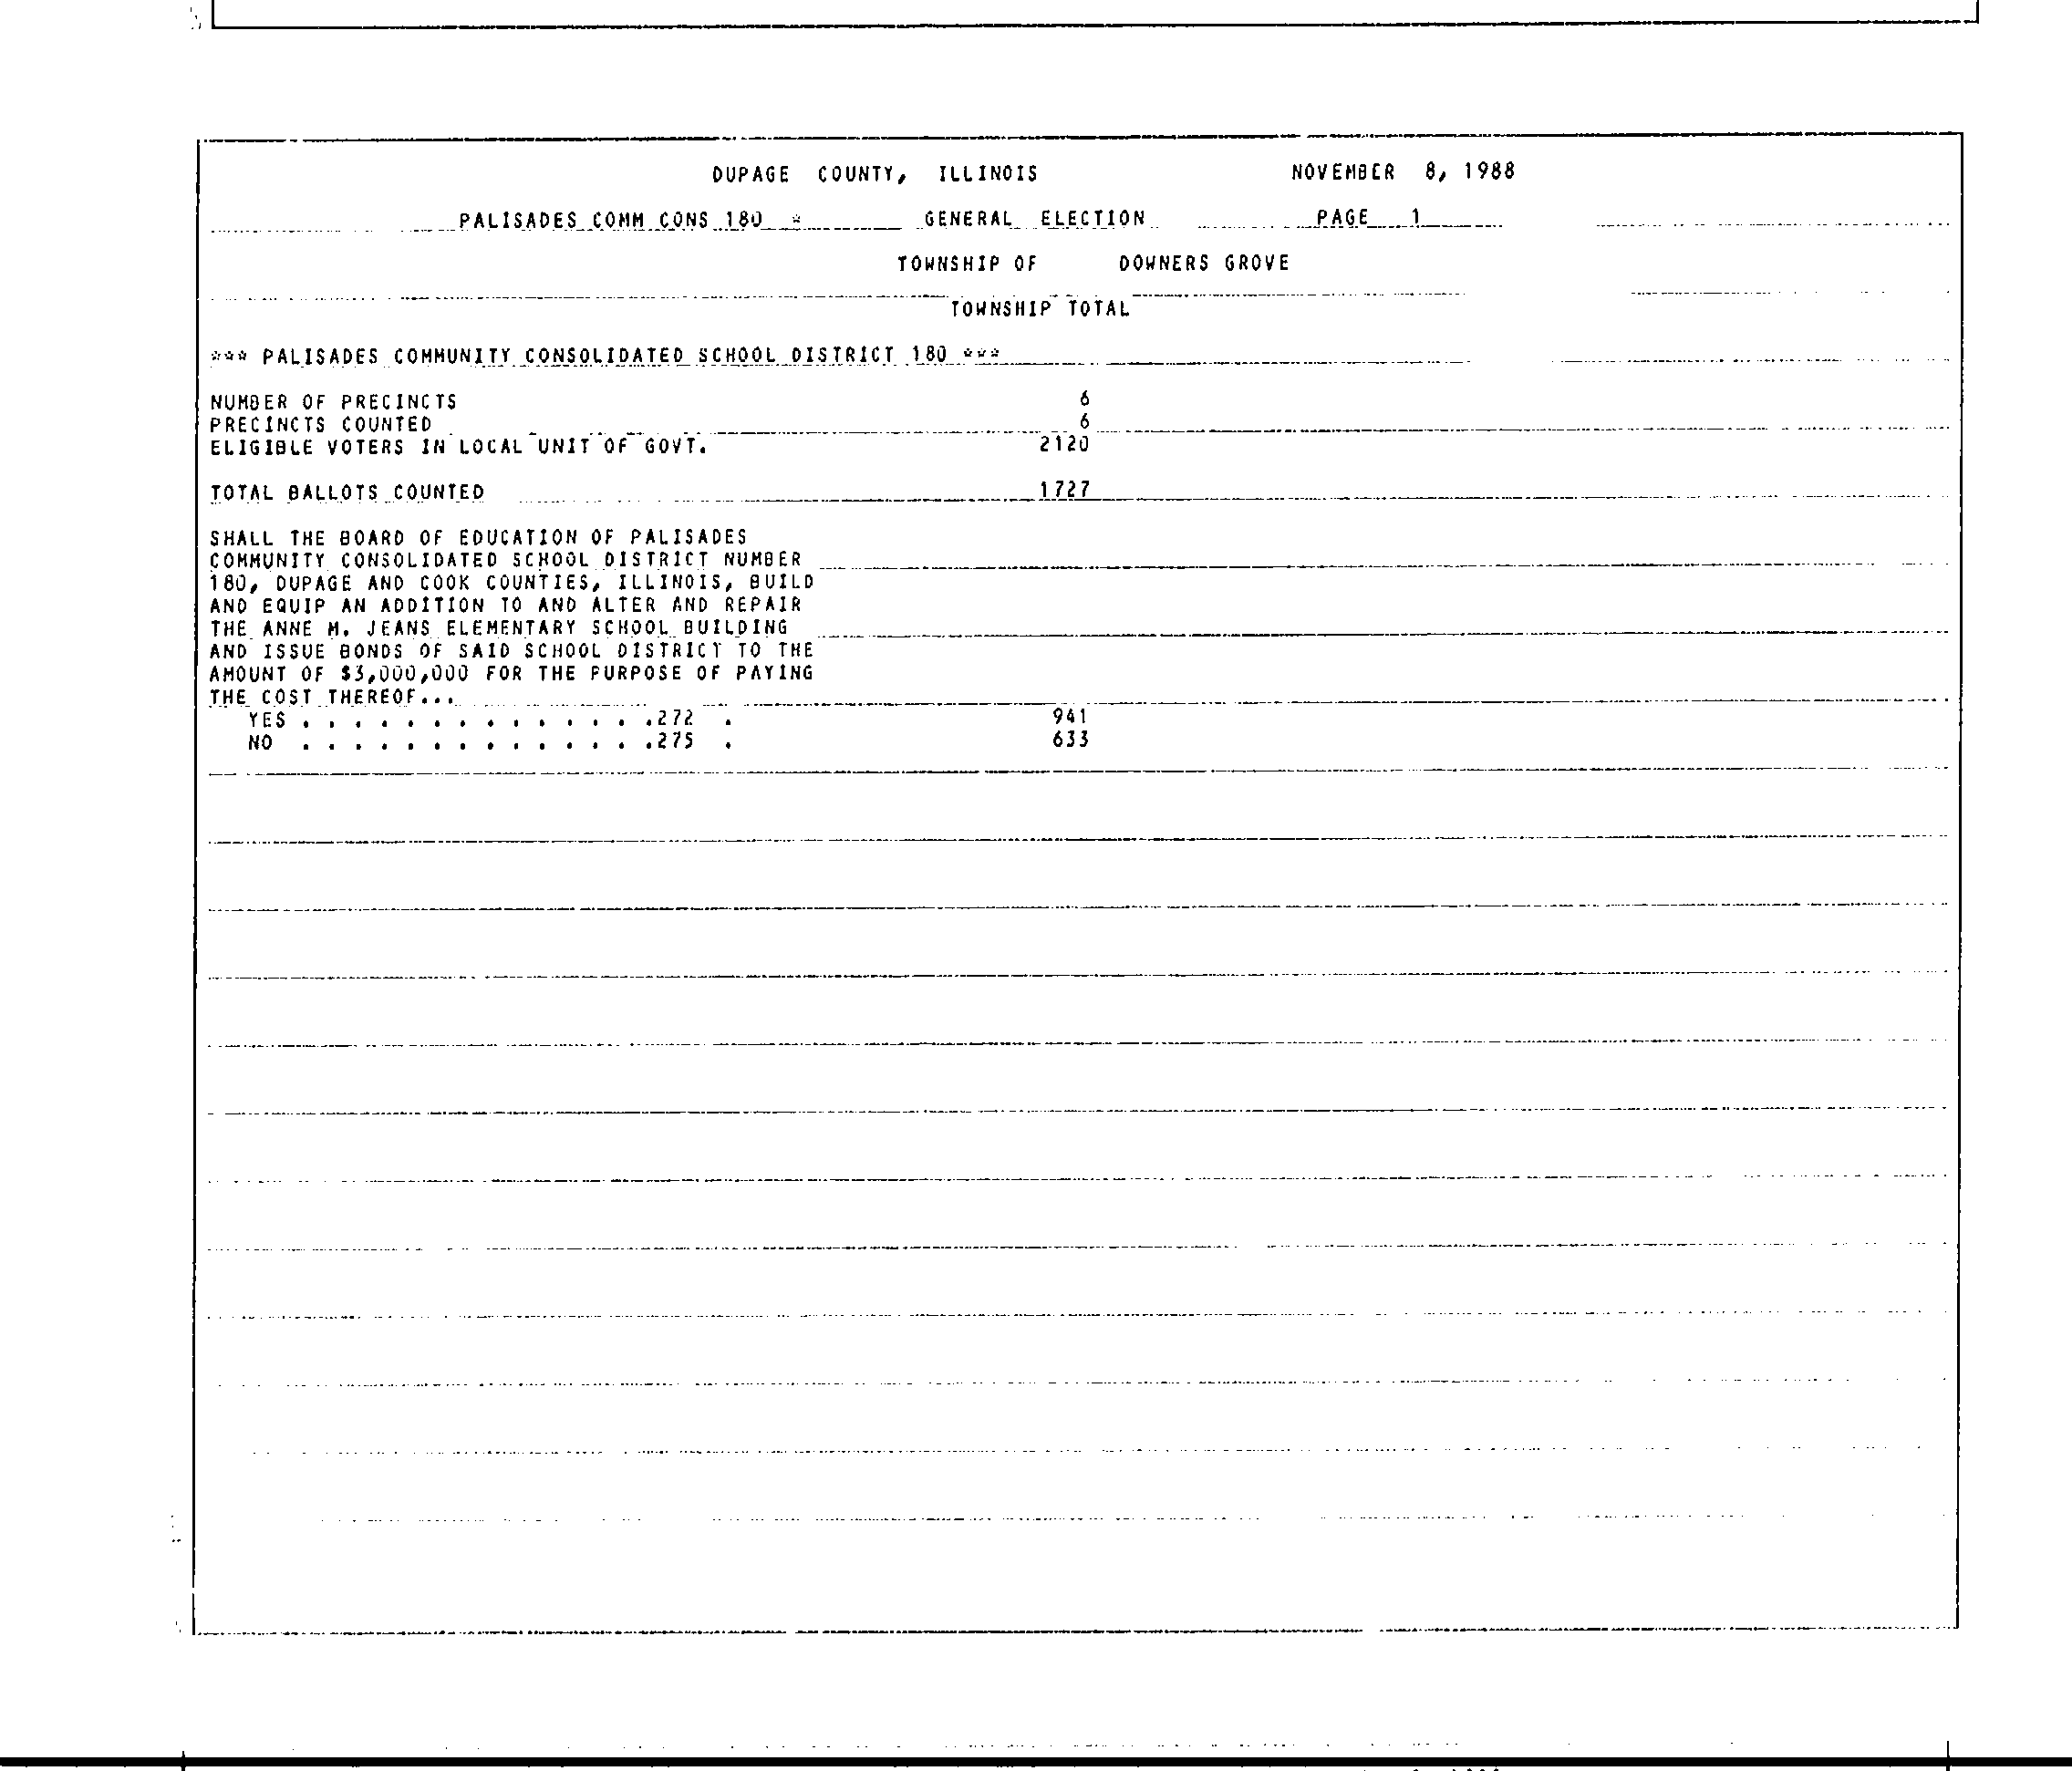 DUPAGE COUNTY, ILLINOIS NOVEMBER 8, 1988
PALISADES COMM CONS 180 * GENERAL ELECTION PAGE 1
TOWNSHIP OF DOWNERS GROVE
TOWNSHIP TOTAL
*** PALISADES COMMUNITY CONSOLIDATED SCHOOL DISTRICT 180 ***
NUMBER OF PRECINCTS 6
PRECINCTS COUNTED 6
ELIGIBLE VOTERS IN LOCAL UNIT OF GOVT. 2120
TOTAL BALLOTS COUNTED 1727
SHALL THE BOARD OF EDUCATION OF PALISADES
COMMUNITY CONSOLIDATED SCHOOL DISTRICT NUMBER
180, DUPAGE AND COOK COUNTIES, ILLINOIS, BUILD
AND EQUIP AN ADDITION TO AND ALTER AND REPAIR
THE ANNE M. JEANS ELEMENTARY SCHOOL BUILDING
AND ISSUE BONDS OF SAID SCHOOL DISTRICT TO THE
AMOUNT OF $3,000,000 FOR THE PURPOSE OF PAYING
THE COST THEREOF...
YES . . . . . . . . . . . . . .272 . 941
NO . . . . . . . . . . . . . .275 . 633